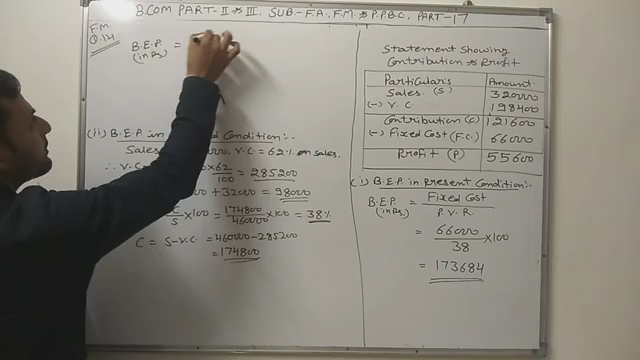 B.COM PART-II & III. SUB-F.A, F.M & P.P.B.C, PART-17
F.M
Q.14
B.E.P. =
(in Rs)
(ii) B.E.P. in Condition:-
Sales V.C. = 62% on sales.
∴ V.C. x 62/100 = 285200
+ 32000 = 98000
C/S x100 = 174800/460000 x100 = 38%
C = S-V.C. = 460000-285200
= 174800
Statement Showing
Contribution & Profit
Particulars Amount
Sales (S) 320000
(-) V.C. 198400
Contribution (C) 121600
(-) Fixed Cost (F.C.) 66000
Profit (P) 55600
(i) B.E.P. in present Condition:-
B.E.P. = Fixed Cost / P.V.R.
(in Rs.)
= 66000/38 x100
= 173684